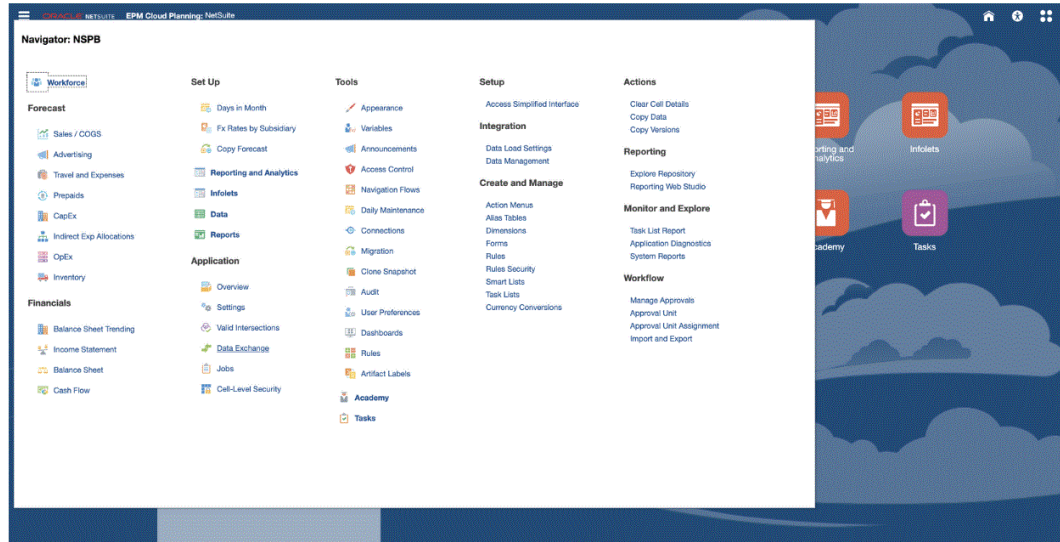 ORACLE NETSUITE EPM Cloud Planning: NetSuite
Navigator: NSPB
Workforce
Forecast
Sales / COGS
Advertising
Travel and Expenses
Prepaids
CapEx
Indirect Exp Allocations
OpEx
Inventory
Financials
Balance Sheet Trending
Income Statement
Balance Sheet
Cash Flow
Set Up
Days in Month
Fx Rates by Subsidiary
Copy Forecast
Reporting and Analytics
Infolets
Data
Reports
Application
Overview
Settings
Valid Intersections
Data Exchange
Jobs
Cell-Level Security
Tools
Appearance
Variables
Announcements
Access Control
Navigation Flows
Daily Maintenance
Connections
Migration
Clone Snapshot
Audit
User Preferences
Dashboards
Rules
Artifact Labels
Academy
Tasks
Setup
Access Simplified Interface
Integration
Data Load Settings
Data Management
Create and Manage
Action Menus
Alias Tables
Dimensions
Forms
Rules
Rules Security
Smart Lists
Task Lists
Currency Conversions
Actions
Clear Cell Details
Copy Data
Copy Versions
Reporting
Explore Repository
Reporting Web Studio
Monitor and Explore
Task List Report
Application Diagnostics
System Reports
Workflow
Manage Approvals
Approval Unit
Approval Unit Assignment
Import and Export
orting and
nalytics
Infolets
cademy
Tasks